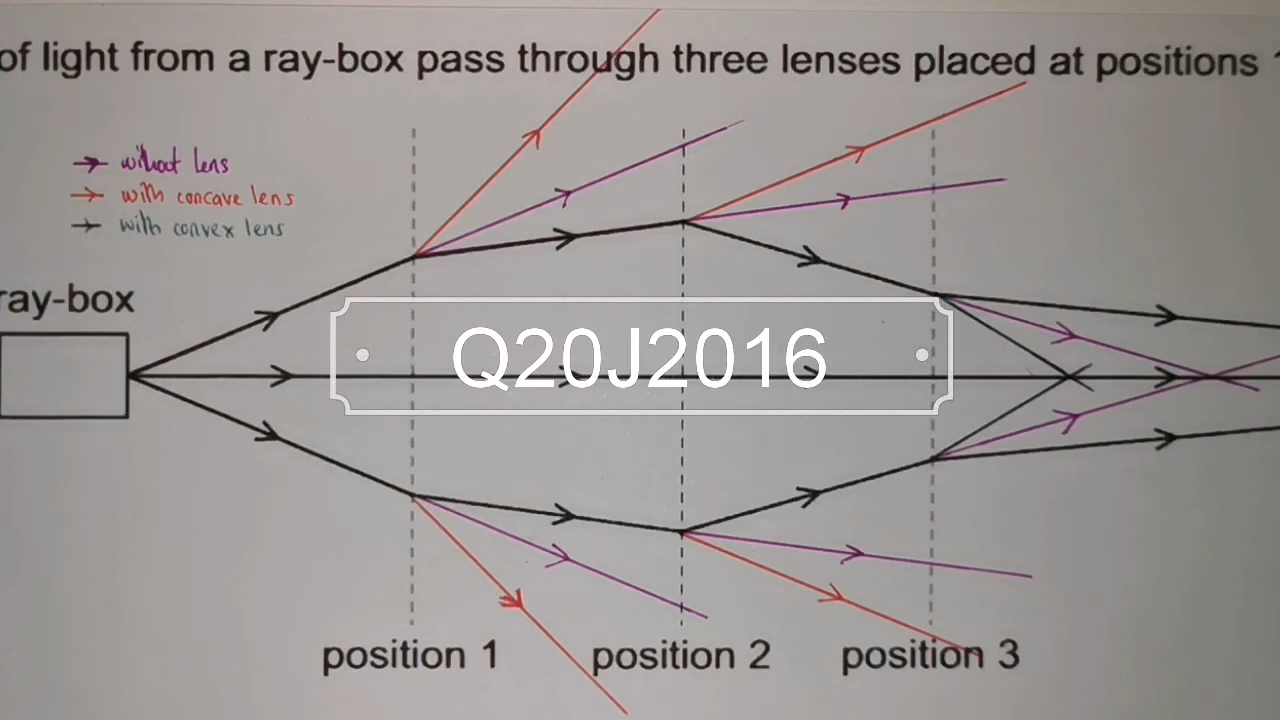 of light from a ray-box pass through three lenses placed at positions
without lens
with concave lens
with convex lens
ray-box
Q20J2016
position 1
position 2
position 3